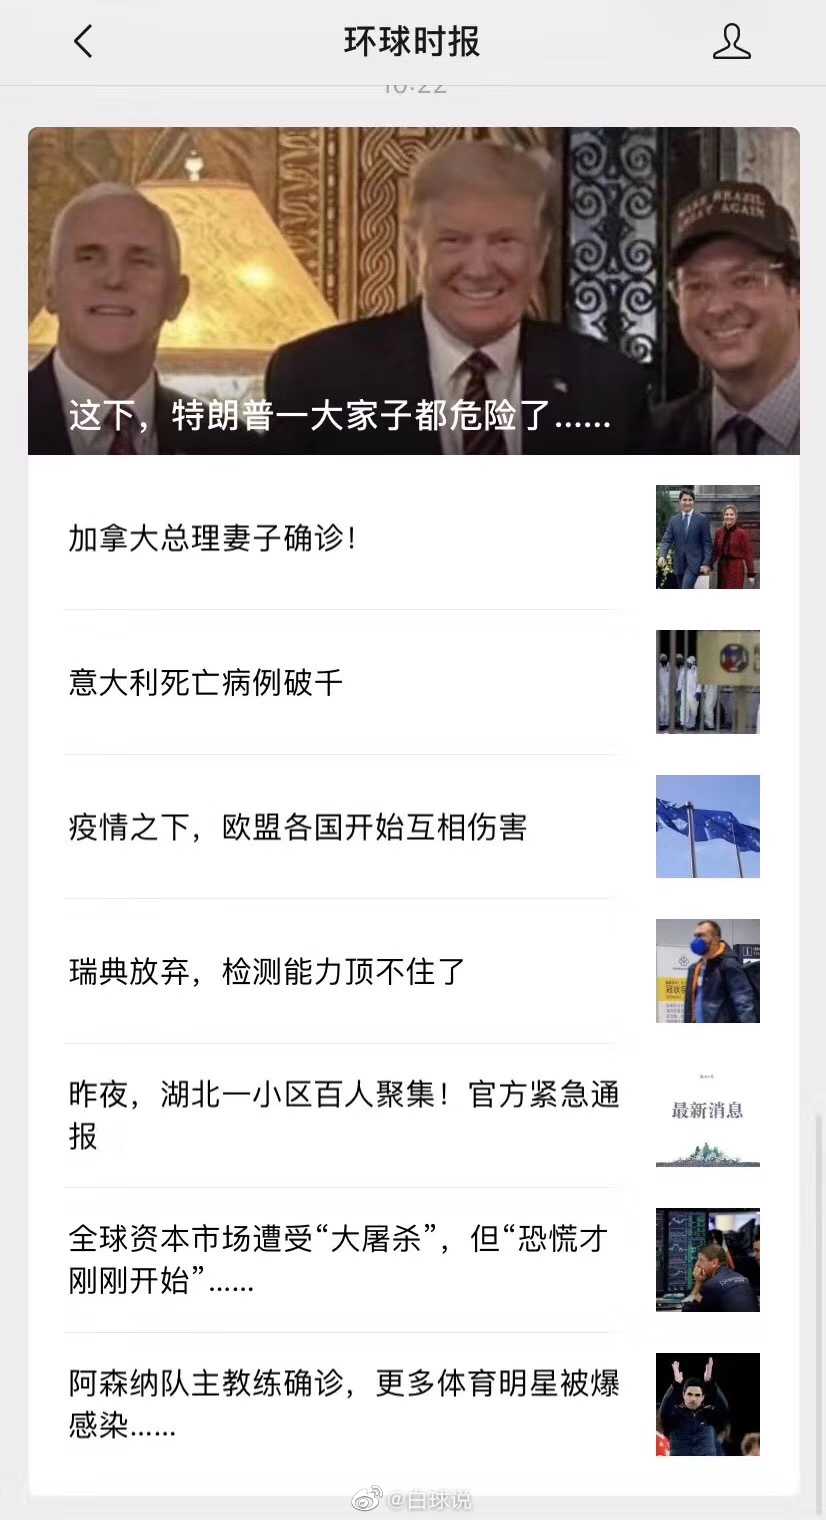 环球时报
10:22
MAKE BRAZIL
GREAT AGAIN
这下，特朗普一大家子都危险了……
加拿大总理妻子确诊！
意大利死亡病例破千
疫情之下，欧盟各国开始互相伤害
瑞典放弃，检测能力顶不住了
昨夜，湖北一小区百人聚集！官方紧急通
报
最新消息
全球资本市场遭受“大屠杀”，但“恐慌才
刚刚开始”……
阿森纳队主教练确诊，更多体育明星被爆
感染……
@白球说